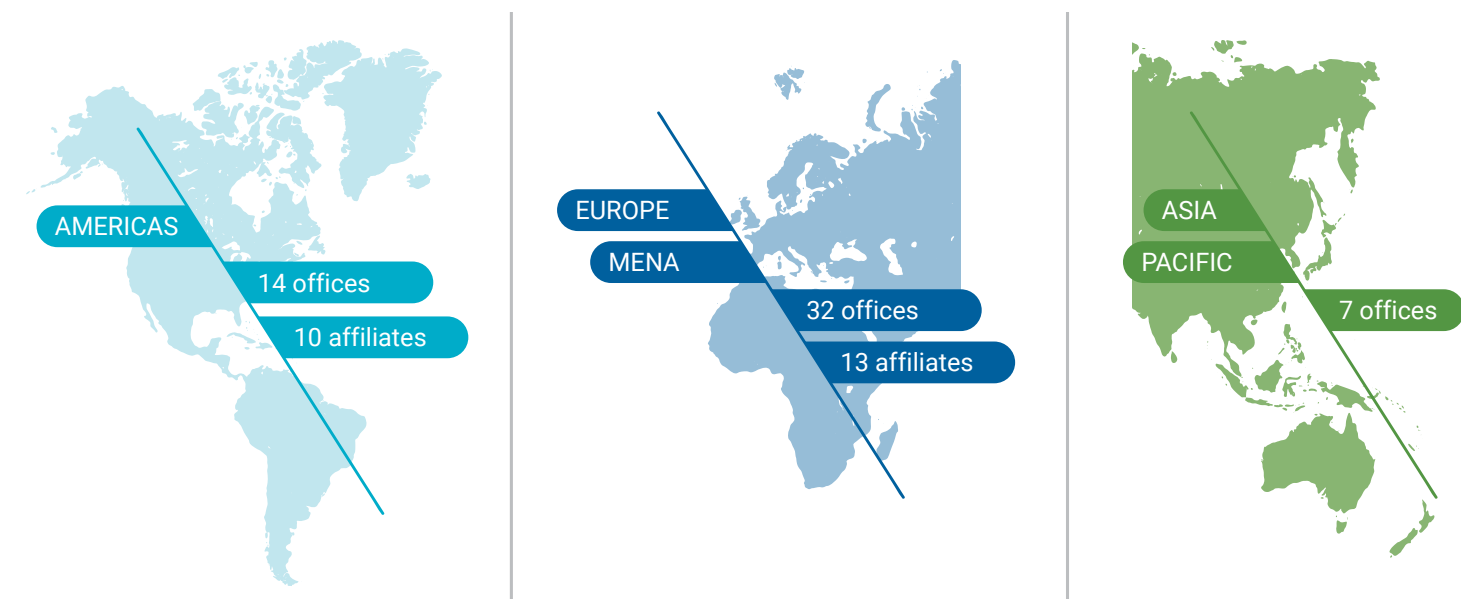 AMERICAS
14 offices
10 affiliates
EUROPE
MENA
32 offices
13 affiliates
ASIA
PACIFIC
7 offices